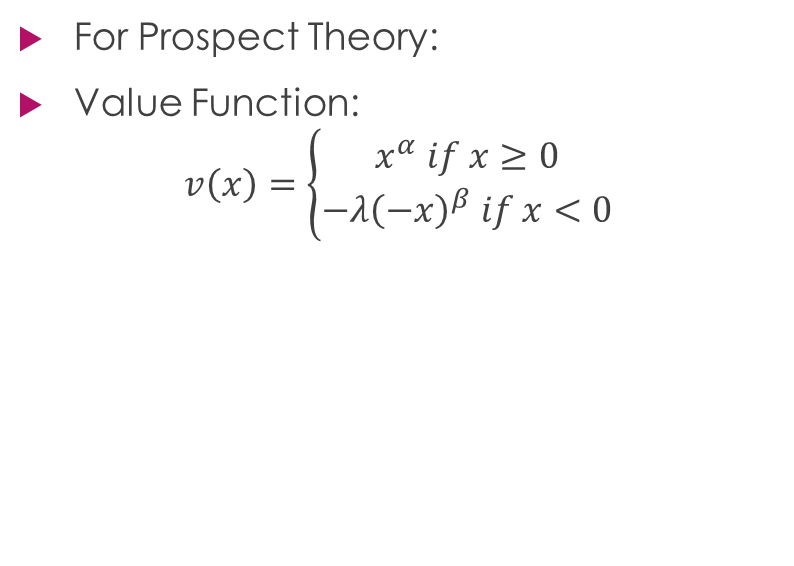 For Prospect Theory:
Value Function:
v(x) = { x^α if x ≥ 0
−λ(−x)^β if x < 0